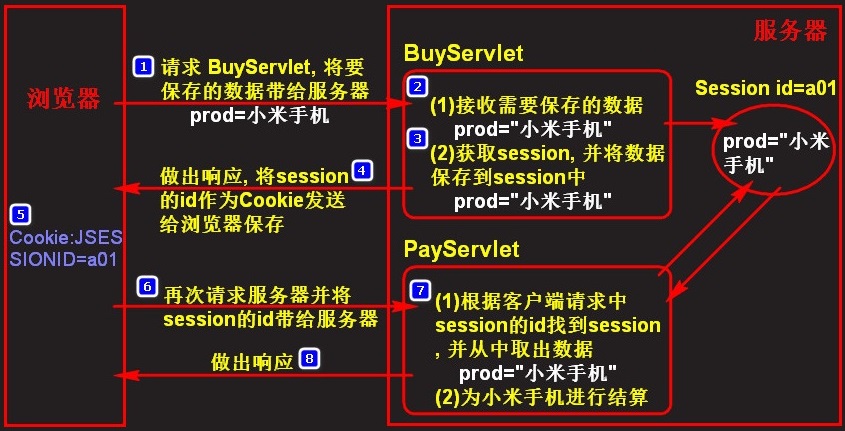 浏览器
1 请求 BuyServlet, 将要
保存的数据带给服务器
prod=小米手机
服务器
BuyServlet
2
(1)接收需要保存的数据
prod="小米手机"
3 (2)获取session, 并将数据
保存到session中
prod="小米手机"
Session id=a01
prod="小米
手机"
做出响应, 将session 4
的id作为Cookie发送
给浏览器保存
5
Cookie:JSES
SIONID=a01
6 再次请求服务器并将
session的id带给服务器
PayServlet
7
(1)根据客户端请求中
session的id找到session
, 并从中取出数据
prod="小米手机"
(2)为小米手机进行结算
做出响应 8